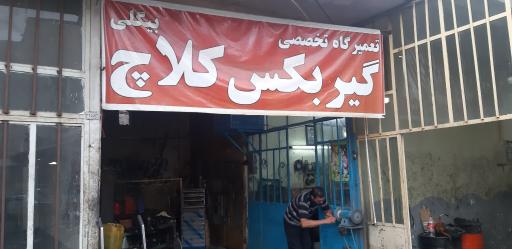 تعمیرگاه تخصصی
گیربکس کلاچ
بیگلی